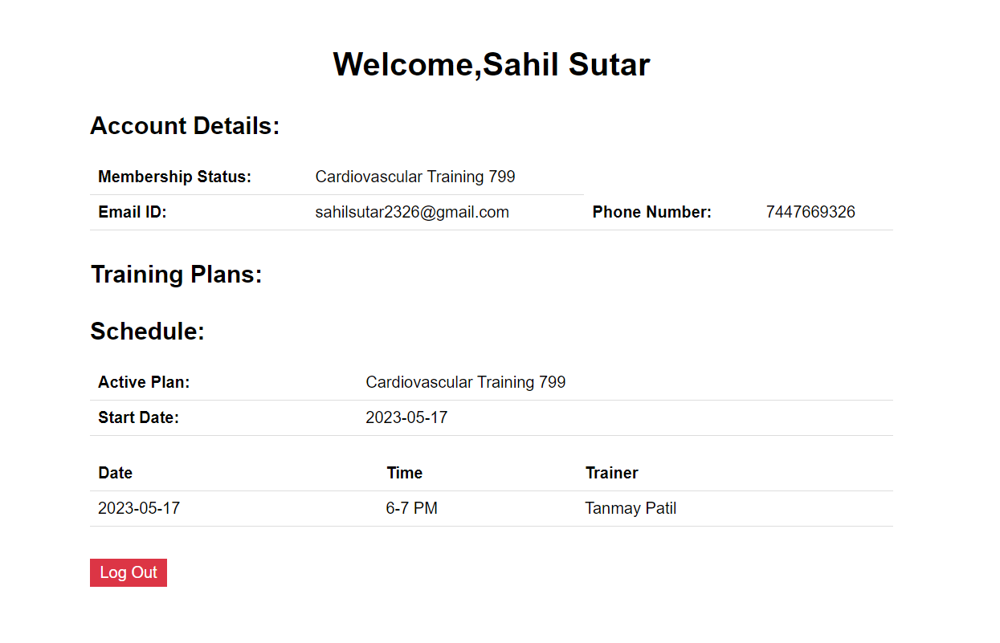 Welcome,Sahil Sutar
Account Details:
Membership Status: Cardiovascular Training 799
Email ID: sahilsutar2326@gmail.com Phone Number: 7447669326
Training Plans:
Schedule:
Active Plan: Cardiovascular Training 799
Start Date: 2023-05-17
Date Time Trainer
2023-05-17 6-7 PM Tanmay Patil
Log Out